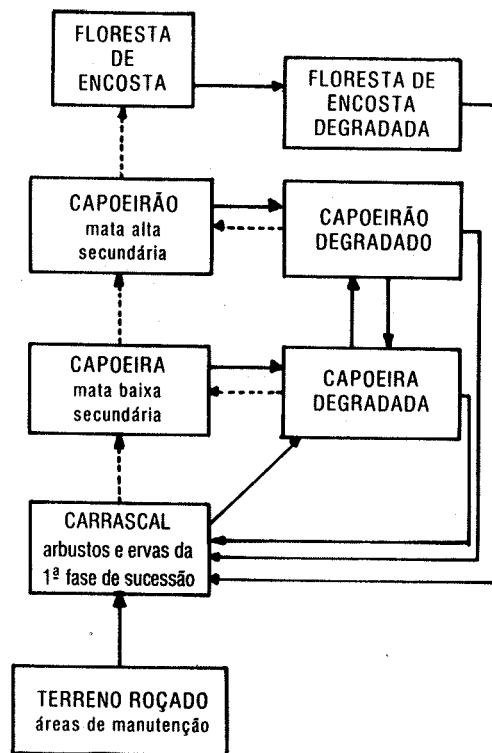 FLORESTA
DE
ENCOSTA
FLORESTA DE
ENCOSTA
DEGRADADA
CAPOEIRÃO
mata alta
secundária
CAPOEIRÃO
DEGRADADO
CAPOEIRA
mata baixa
secundária
CAPOEIRA
DEGRADADA
CARRASCAL
arbustos e ervas da
1ª fase de sucessão
TERRENO ROÇADO
áreas de manutenção